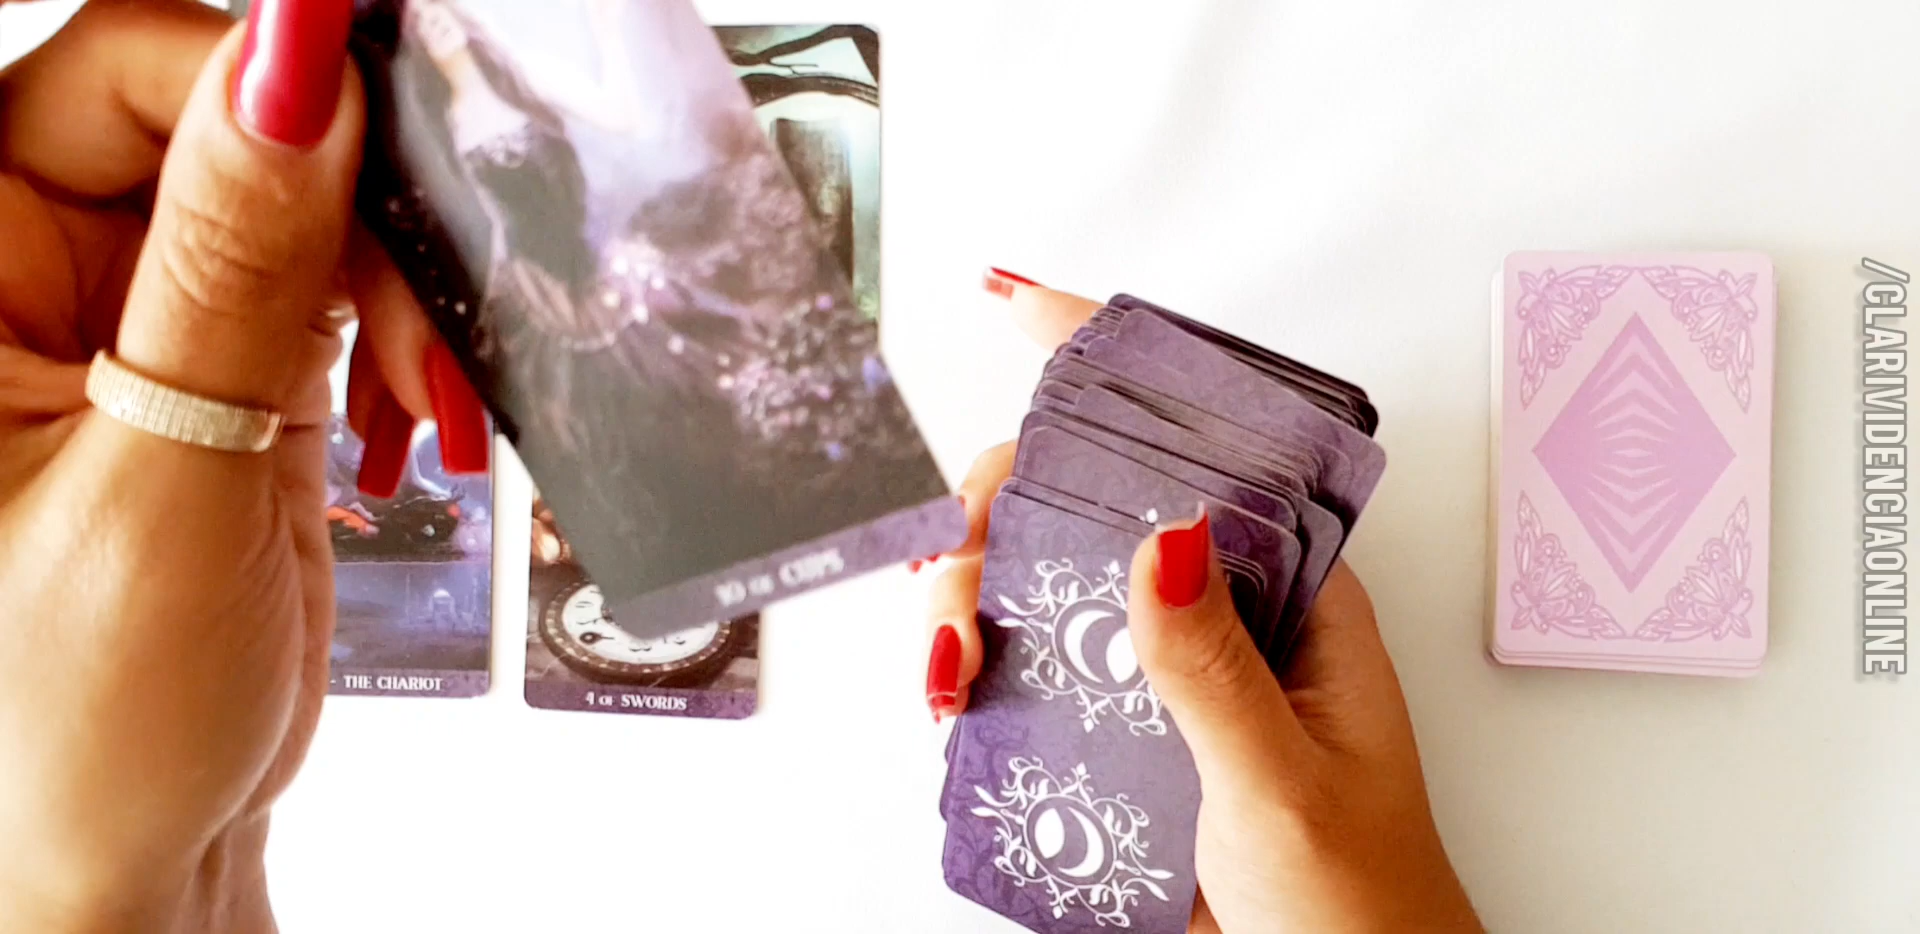 10 OF CUPS
- THE CHARIOT
4 OF SWORDS
/CLARIVIDENCIAONLINE